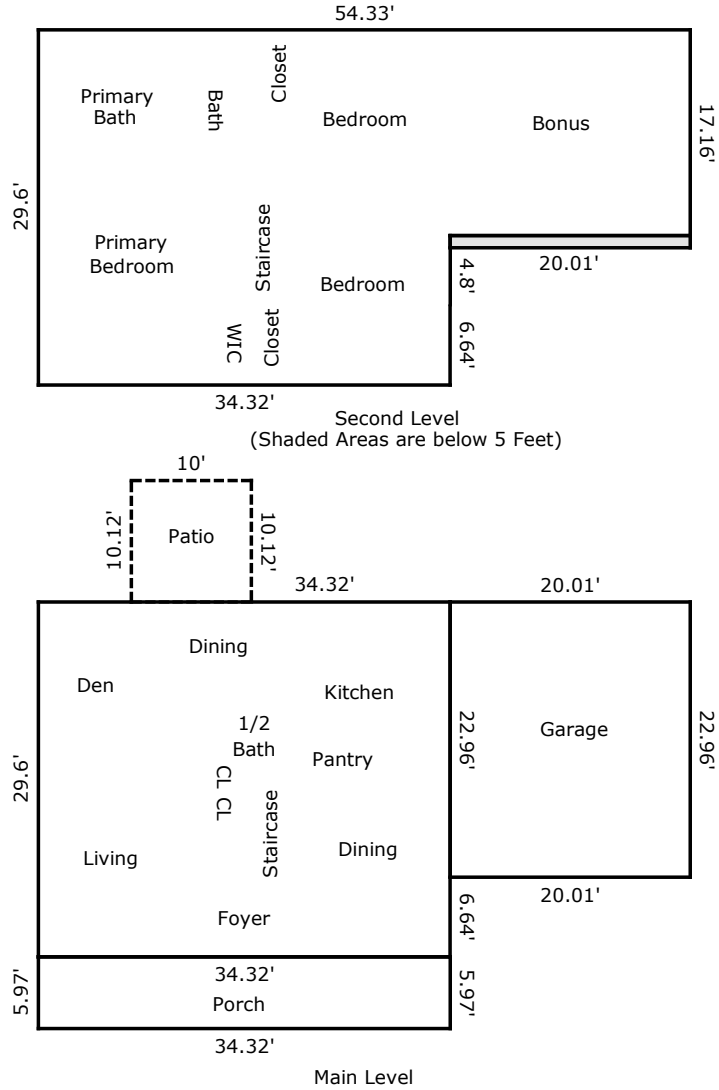 54.33'
Primary
Bath
Bath
Closet
Bedroom
Bonus
17.16'
29.6'
Primary
Bedroom
Staircase
Bedroom
20.01'
4.8'
WIC
Closet
6.64'
34.32'
Second Level
(Shaded Areas are below 5 Feet)
10'
10.12'
Patio
10.12'
34.32'
20.01'
Dining
Den
Kitchen
1/2
Bath
Pantry
22.96'
Garage
22.96'
29.6'
CL CL
Staircase
Living
Dining
20.01'
Foyer
6.64'
5.97'
34.32'
Porch
5.97'
34.32'
Main Level